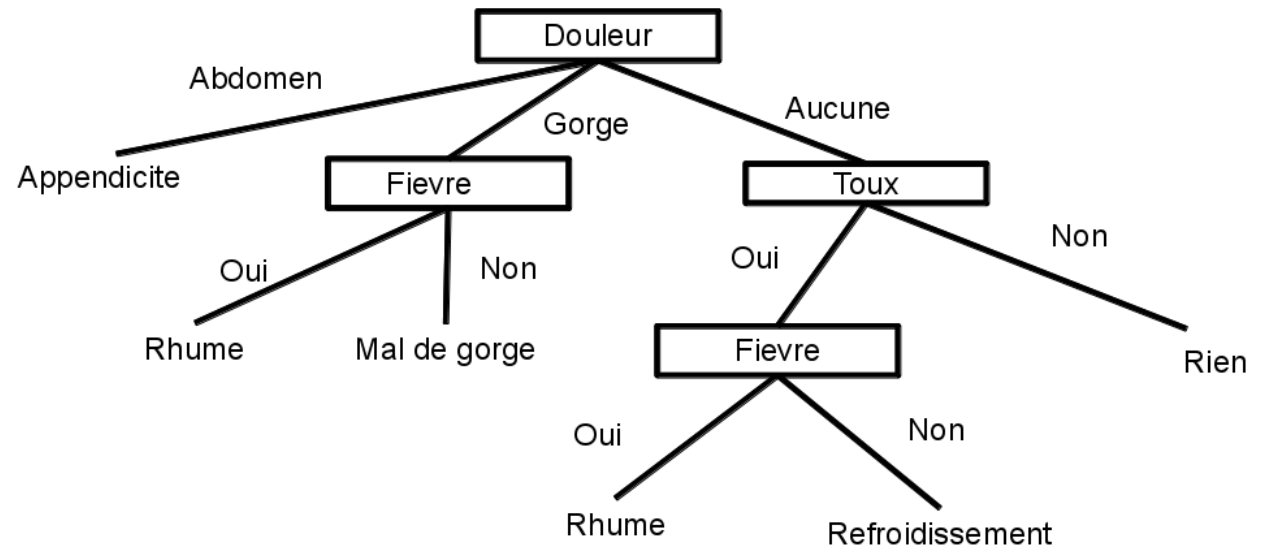 Douleur
Abdomen
Gorge
Aucune
Appendicite
Fievre
Toux
Oui
Non
Oui
Non
Rhume
Mal de gorge
Fievre
Rien
Oui
Non
Rhume
Refroidissement